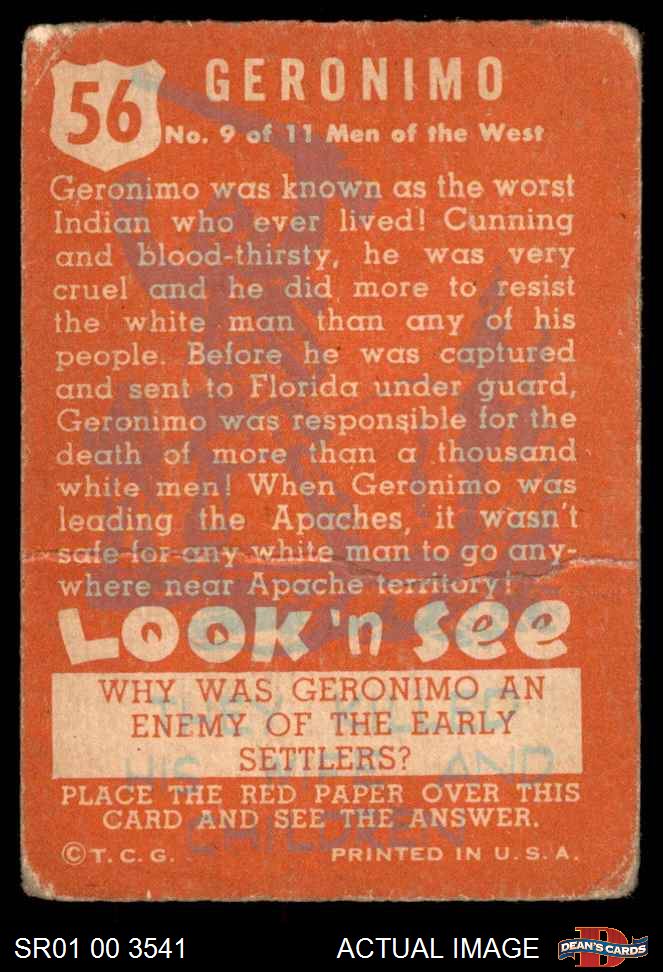 56
GERONIMO
No. 9 of 11 Men of the West
Geronimo was known as the worst
Indian who ever lived! Cunning
and blood-thirsty, he was very
cruel and he did more to resist
the white man than any of his
people. Before he was captured
and sent to Florida under guard,
Geronimo was responsible for the
death of more than a thousand
white men! When Geronimo was
leading the Apaches, it wasn't
safe for any white man to go any-
where near Apache territory!
LOOK 'n SEE
WHY WAS GERONIMO AN
ENEMY OF THE EARLY
SETTLERS?
THEY KILLED
HIS WIFE AND
CHILDREN
PLACE THE RED PAPER OVER THIS
CARD AND SEE THE ANSWER.
©T.C.G.
PRINTED IN U.S.A.
SR01 00 3541
ACTUAL IMAGE
D
DEAN'S CARDS